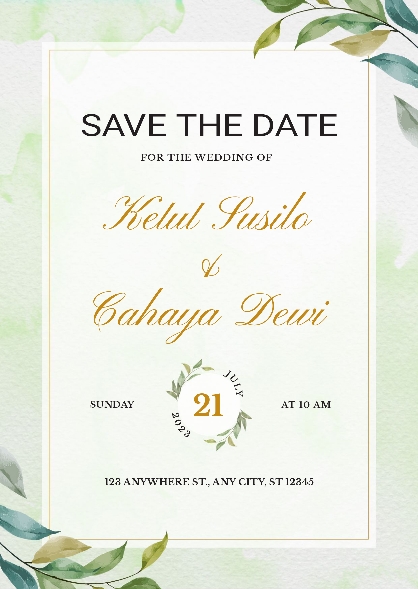 SAVE THE DATE
FOR THE WEDDING OF
Ketut Susilo
&
Cahaya Dewi
SUNDAY
JULY
21
2023
AT 10 AM
123 ANYWHERE ST., ANY CITY, ST 12345